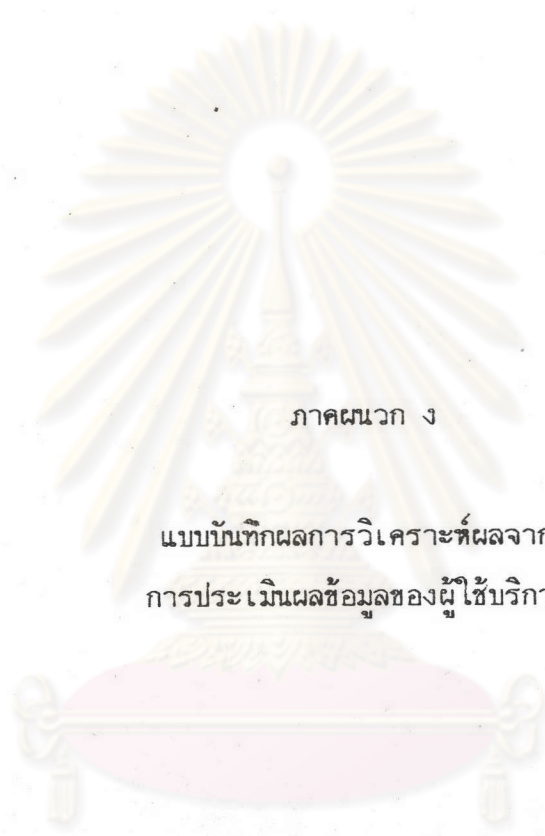 ภาคผนวก ง
แบบบันทึกผลการวิเคราะห์ผลจาก
การประเมินผลข้อมูลของผู้ใช้บริกา